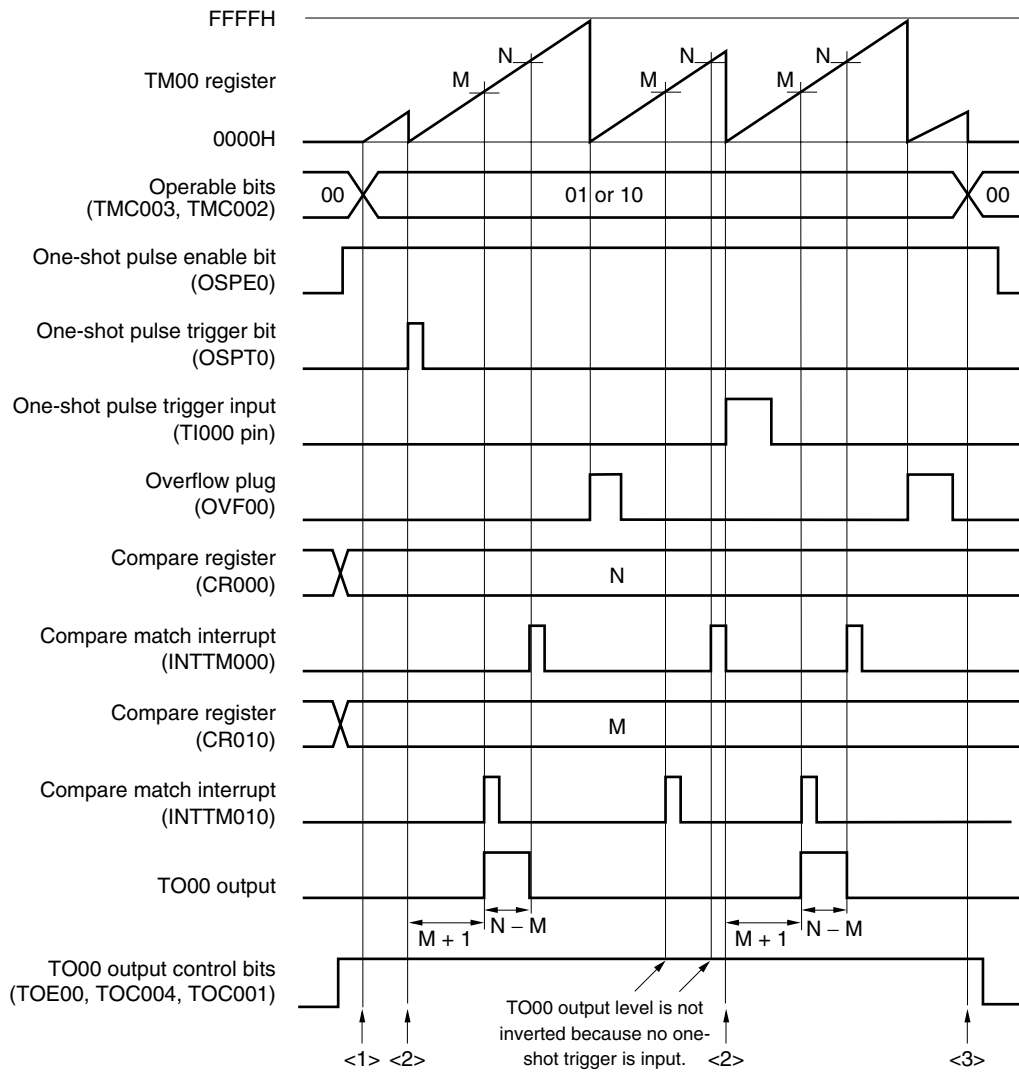 FFFFH
TM00 register
0000H
M
N
M
N
M
N
Operable bits
(TMC003, TMC002)
00
01 or 10
00
One-shot pulse enable bit
(OSPE0)
One-shot pulse trigger bit
(OSPT0)
One-shot pulse trigger input
(TI000 pin)
Overflow plug
(OVF00)
Compare register
(CR000)
N
Compare match interrupt
(INTTM000)
Compare register
(CR010)
M
Compare match interrupt
(INTTM010)
TO00 output
M + 1
N − M
M + 1
N − M
TO00 output control bits
(TOE00, TOC004, TOC001)
TO00 output level is not
inverted because no one-
shot trigger is input.
<1> <2> <2> <3>